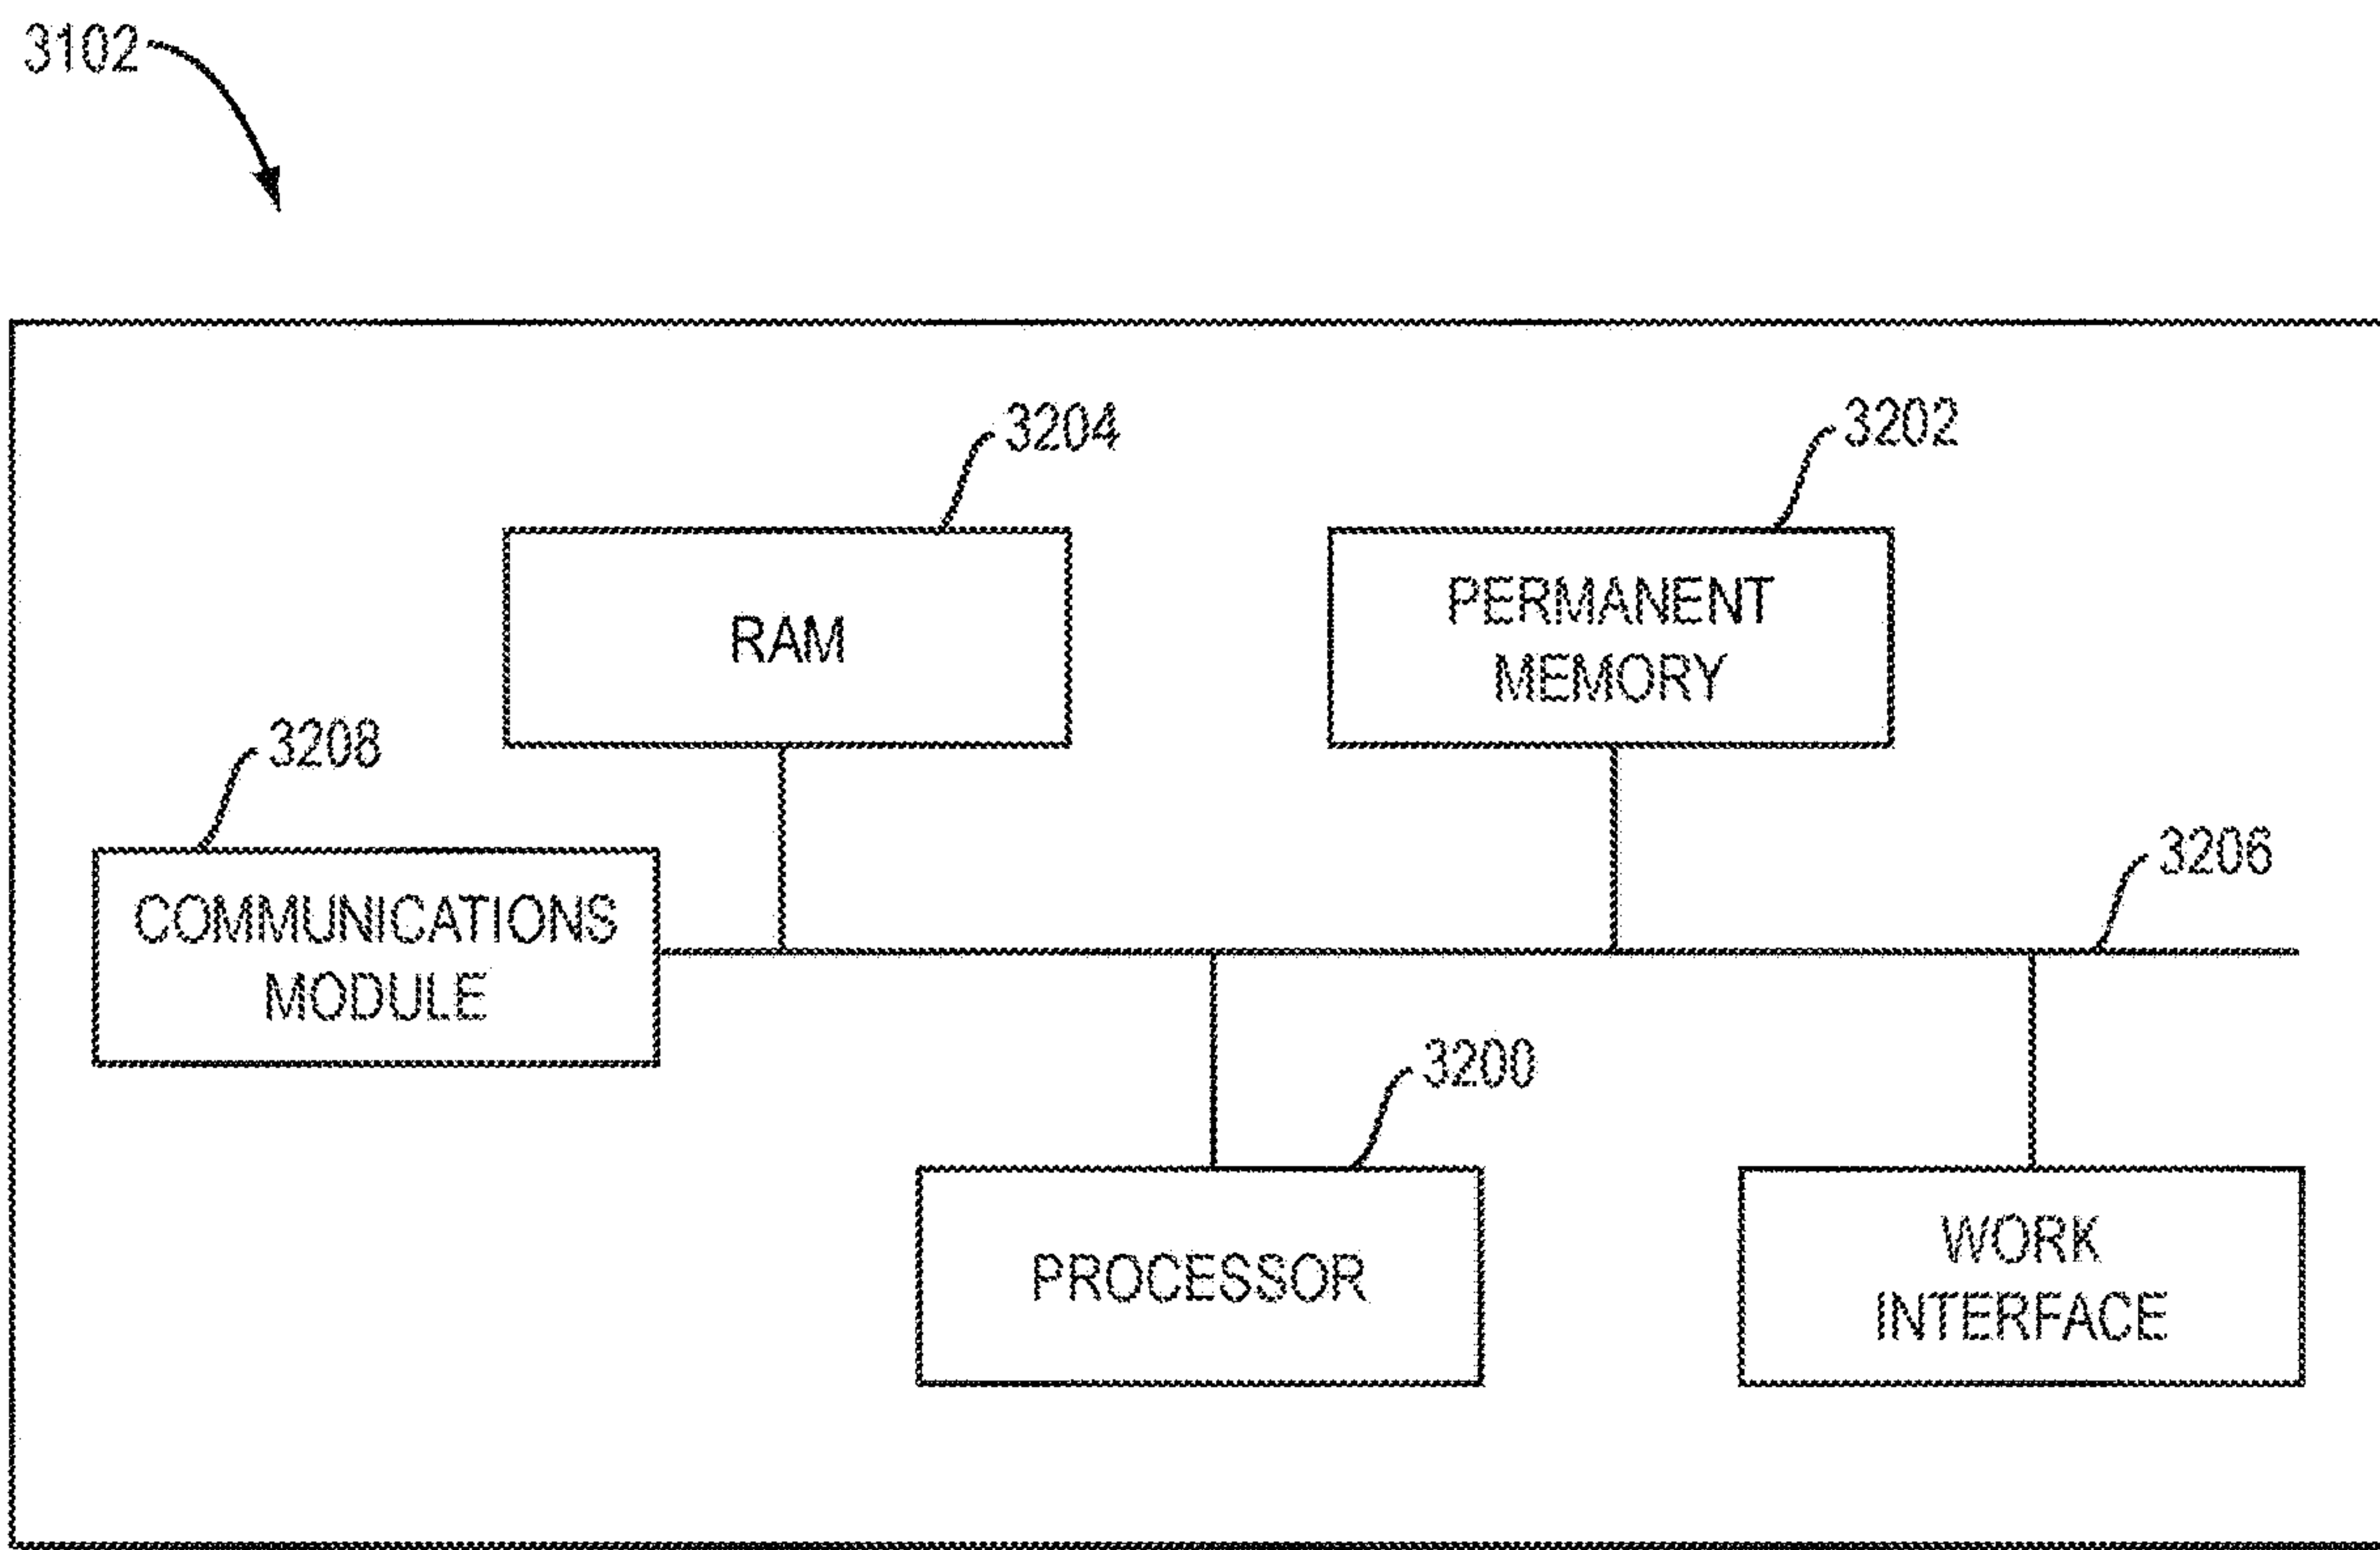 3102
3204
3202
RAM
PERMANENT
MEMORY
3208
COMMUNICATIONS
MODULE
3206
3200
PROCESSOR
WORK
INTERFACE